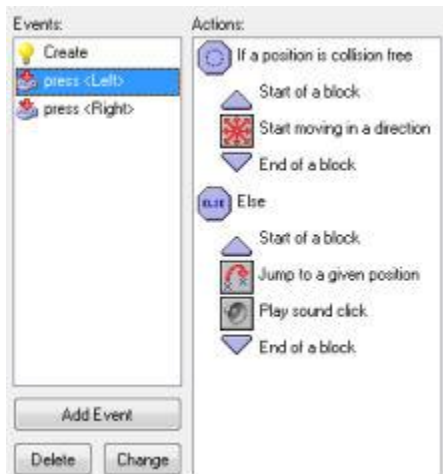 Events:
Create
press <Left>
press <Right>
Add Event
Delete
Change
Actions:
If a position is collision free
Start of a block
Start moving in a direction
End of a block
ELSE Else
Start of a block
Jump to a given position
Play sound click
End of a block